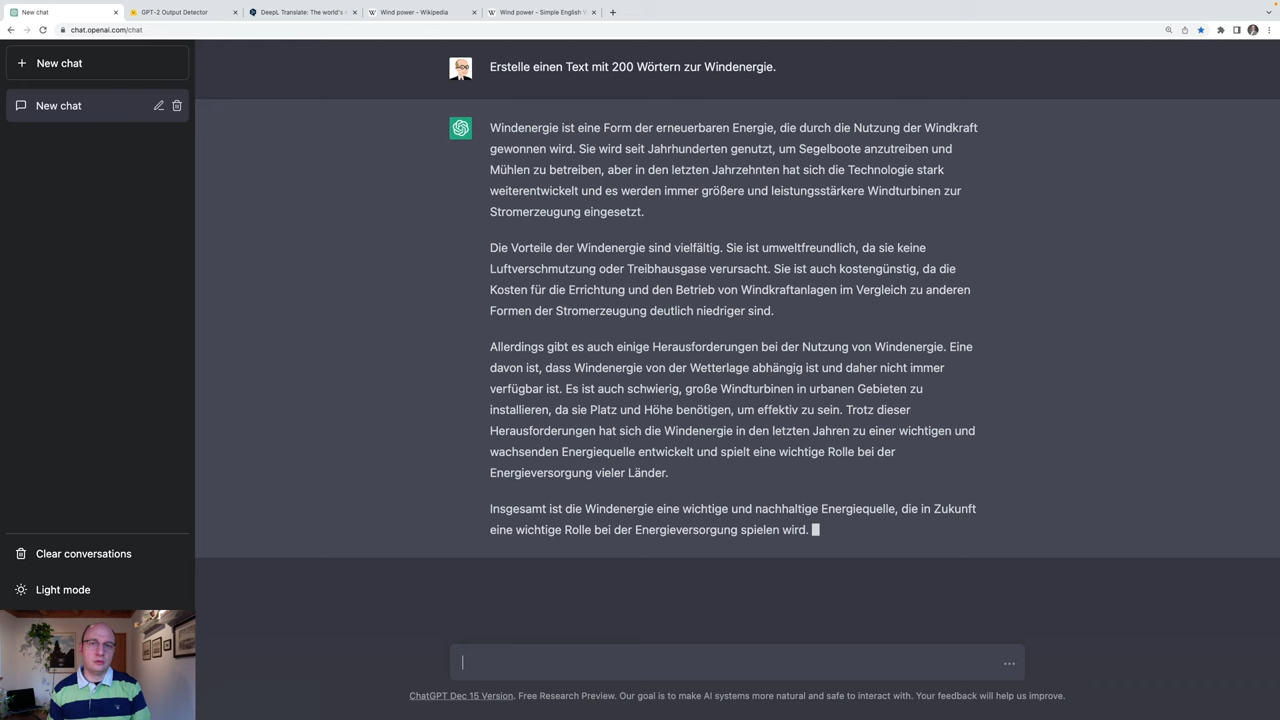 New chat
GPT-2 Output Detector
DeepL Translate: The world's
Wind power - Wikipedia
Wind power - Simple English
chat.openai.com/chat
New chat
New chat
Clear conversations
Light mode
Erstelle einen Text mit 200 Wörtern zur Windenergie.
Windenergie ist eine Form der erneuerbaren Energie, die durch die Nutzung der Windkraft
gewonnen wird. Sie wird seit Jahrhunderten genutzt, um Segelboote anzutreiben und
Mühlen zu betreiben, aber in den letzten Jahrzehnten hat sich die Technologie stark
weiterentwickelt und es werden immer größere und leistungsstärkere Windturbinen zur
Stromerzeugung eingesetzt.
Die Vorteile der Windenergie sind vielfältig. Sie ist umweltfreundlich, da sie keine
Luftverschmutzung oder Treibhausgase verursacht. Sie ist auch kostengünstig, da die
Kosten für die Errichtung und den Betrieb von Windkraftanlagen im Vergleich zu anderen
Formen der Stromerzeugung deutlich niedriger sind.
Allerdings gibt es auch einige Herausforderungen bei der Nutzung von Windenergie. Eine
davon ist, dass Windenergie von der Wetterlage abhängig ist und daher nicht immer
verfügbar ist. Es ist auch schwierig, große Windturbinen in urbanen Gebieten zu
installieren, da sie Platz und Höhe benötigen, um effektiv zu sein. Trotz dieser
Herausforderungen hat sich die Windenergie in den letzten Jahren zu einer wichtigen und
wachsenden Energiequelle entwickelt und spielt eine wichtige Rolle bei der
Energieversorgung vieler Länder.
Insgesamt ist die Windenergie eine wichtige und nachhaltige Energiequelle, die in Zukunft
eine wichtige Rolle bei der Energieversorgung spielen wird.
ChatGPT Dec 15 Version. Free Research Preview. Our goal is to make AI systems more natural and safe to interact with. Your feedback will help us improve.